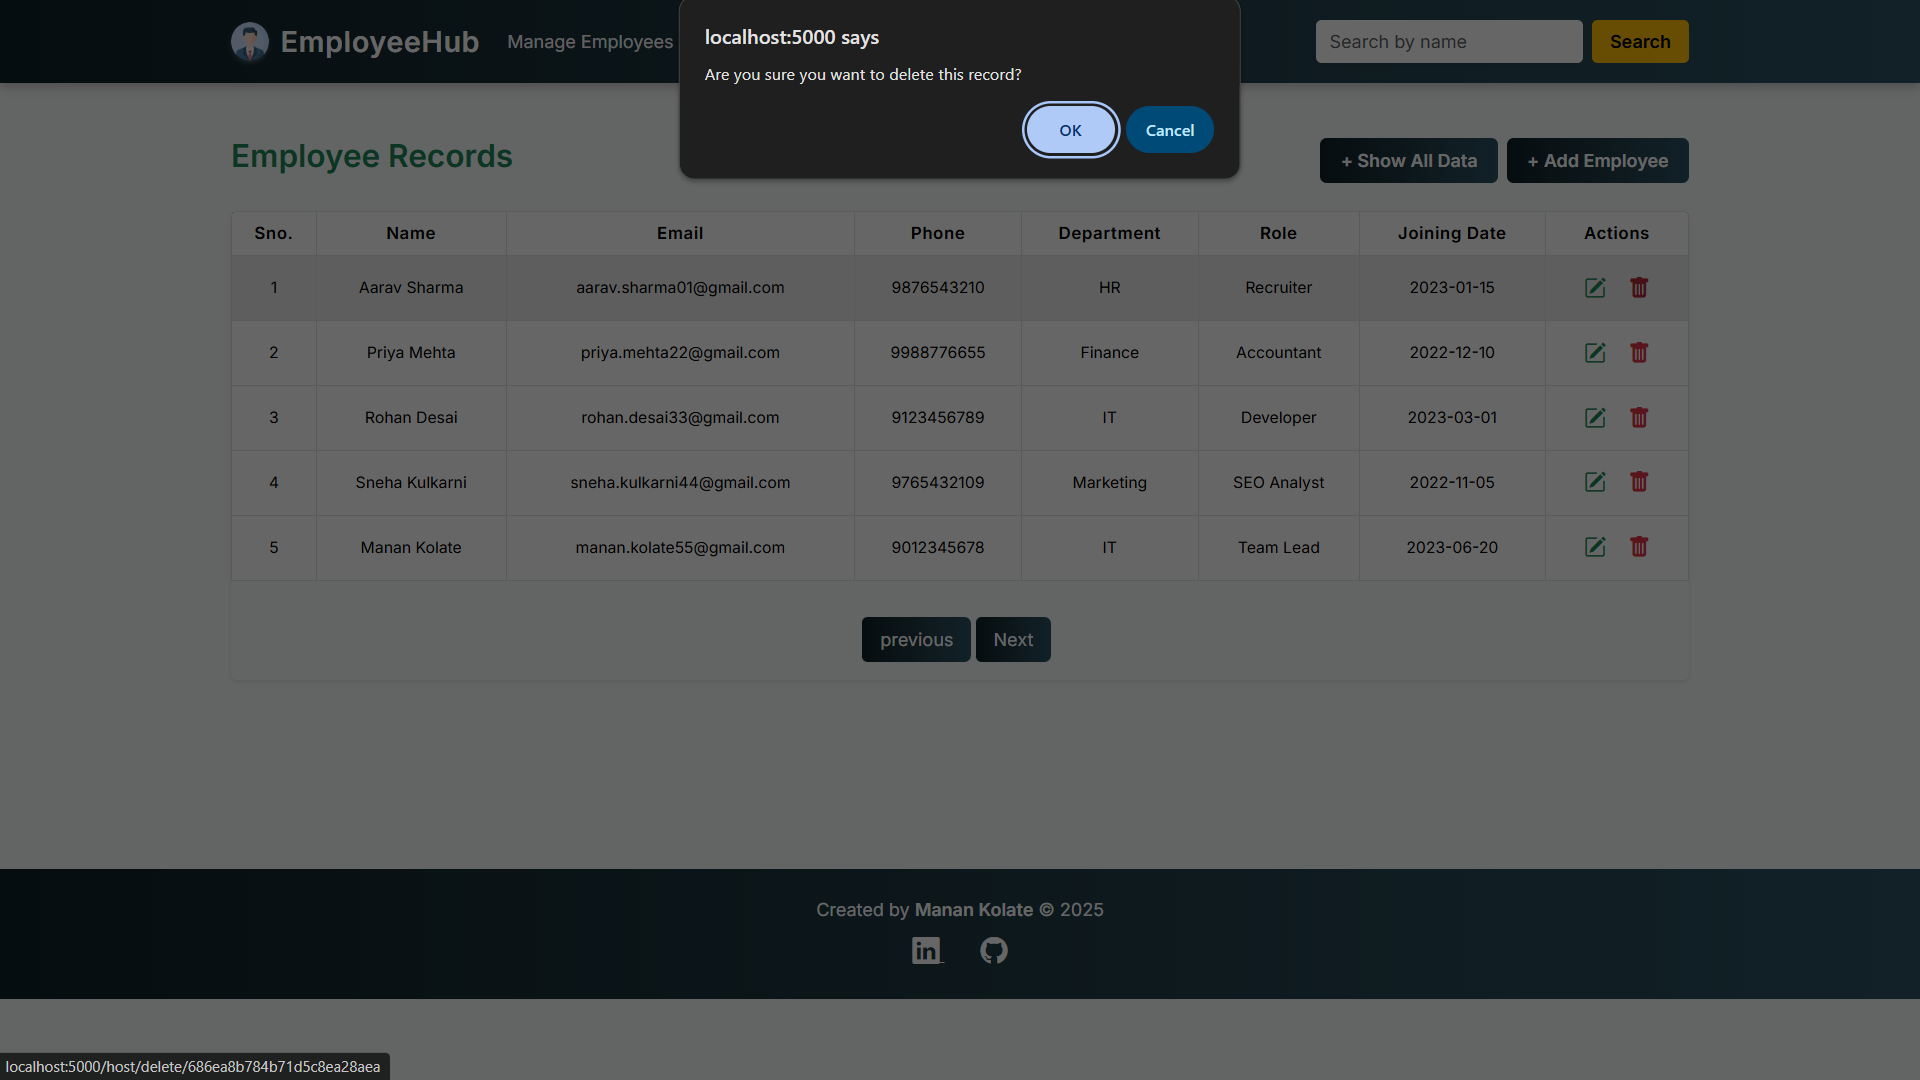 localhost:5000 says
Are you sure you want to delete this record?
OK Cancel
EmployeeHub Manage Employees
Search by name Search
Employee Records
+ Show All Data + Add Employee
Sno. Name Email Phone Department Role Joining Date Actions
1 Aarav Sharma aarav.sharma01@gmail.com 9876543210 HR Recruiter 2023-01-15
2 Priya Mehta priya.mehta22@gmail.com 9988776655 Finance Accountant 2022-12-10
3 Rohan Desai rohan.desai33@gmail.com 9123456789 IT Developer 2023-03-01
4 Sneha Kulkarni sneha.kulkarni44@gmail.com 9765432109 Marketing SEO Analyst 2022-11-05
5 Manan Kolate manan.kolate55@gmail.com 9012345678 IT Team Lead 2023-06-20
previous Next
Created by Manan Kolate © 2025
in
localhost:5000/host/delete/686ea8b784b71d5c8ea28aea